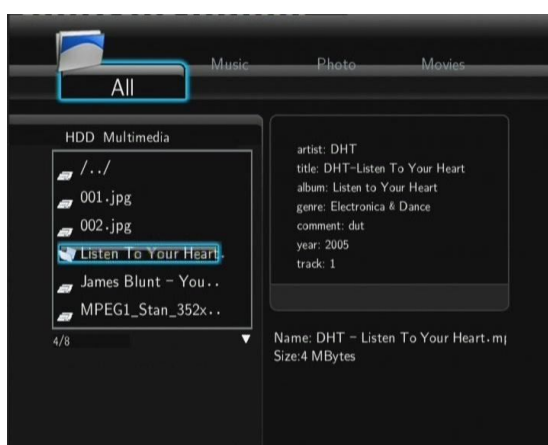 Music Photo Movies
All
HDD Multimedia
/../
001.jpg
002.jpg
Listen To Your Heart.
James Blunt - You..
MPEG1_Stan_352x..
4/8
artist: DHT
title: DHT-Listen To Your Heart
album: Listen to Your Heart
genre: Electronica & Dance
comment: dut
year: 2005
track: 1
Name: DHT - Listen To Your Heart.mp
Size:4 MBytes